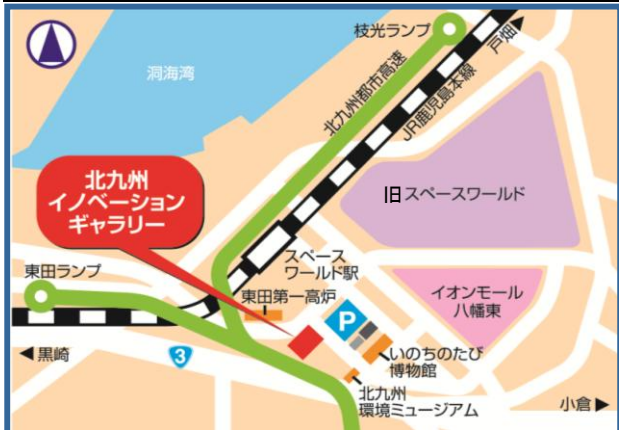 枝光ランプ
戸畑
洞海湾
北九州都市高速
JR鹿児島本線
北九州
イノベーション
ギャラリー
旧スペースワールド
スペース
ワールド駅
東田ランプ
東田第一高炉
イオンモール
八幡東
P
黒崎
3
いのちのたび
博物館
北九州
環境ミュージアム
小倉